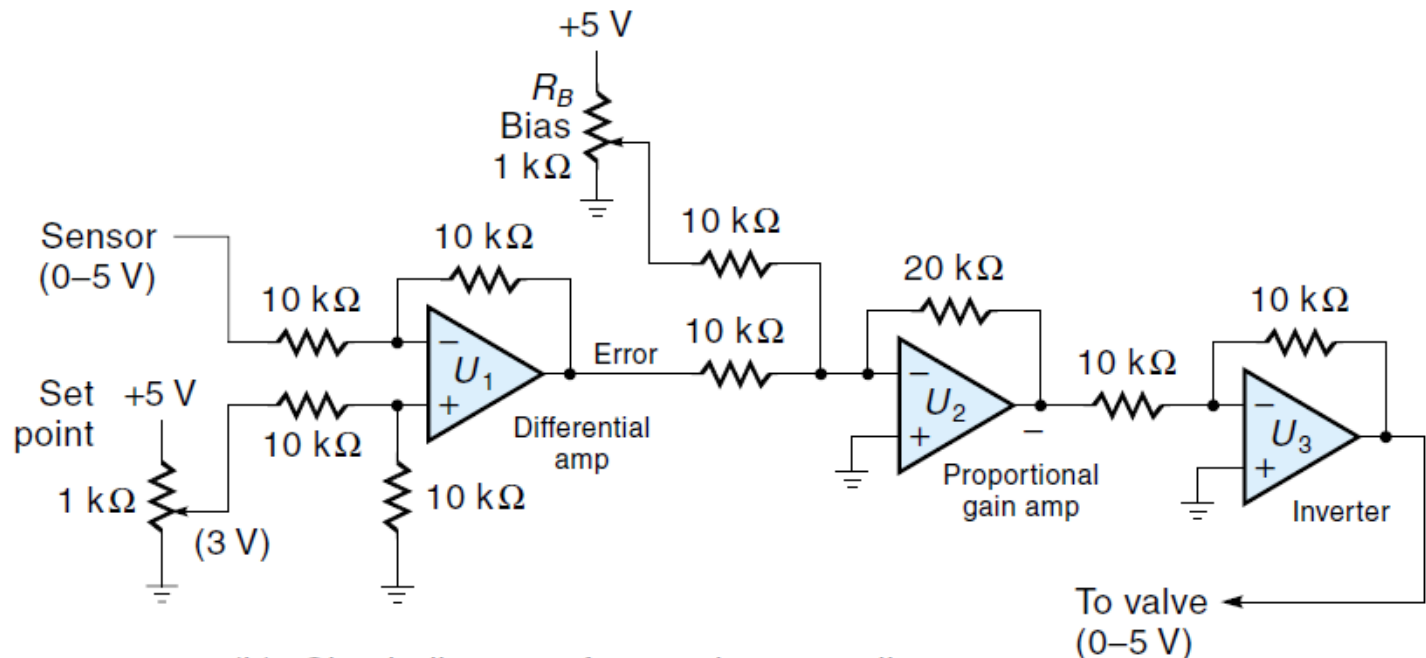 +5 V
R_B
Bias
1 kΩ
Sensor
(0–5 V)
10 kΩ
10 kΩ
10 kΩ
10 kΩ
20 kΩ
10 kΩ
10 kΩ
Error
−
U₁
+
Set point
+5 V
10 kΩ
Differential amp
1 kΩ
(3 V)
10 kΩ
−
U₂
+
−
Proportional gain amp
−
U₃
+
Inverter
To valve
(0–5 V)